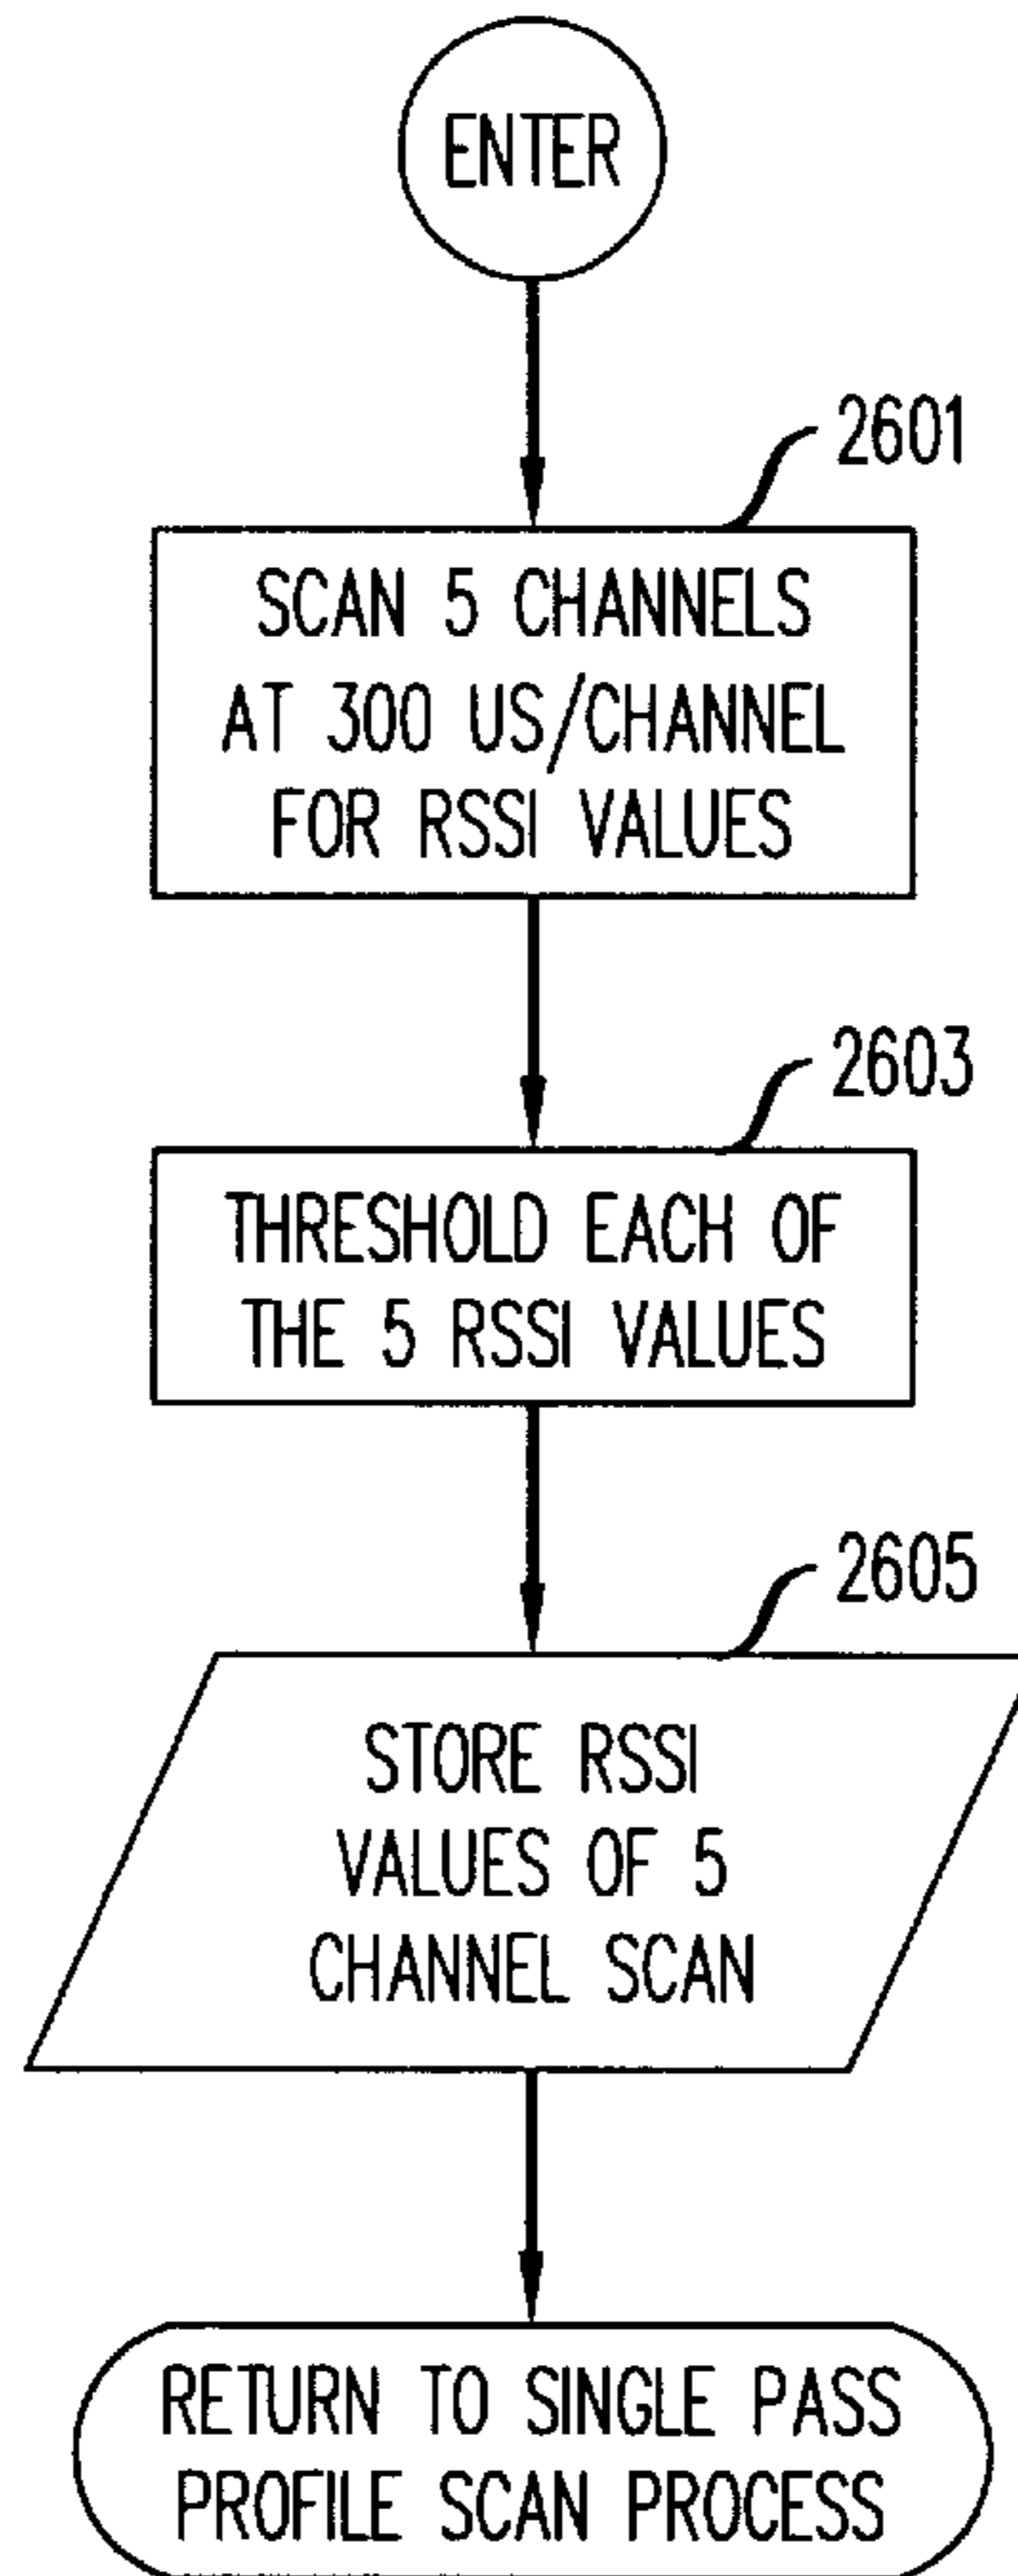 ENTER
2601
SCAN 5 CHANNELS
AT 300 US/CHANNEL
FOR RSSI VALUES
2603
THRESHOLD EACH OF
THE 5 RSSI VALUES
2605
STORE RSSI
VALUES OF 5
CHANNEL SCAN
RETURN TO SINGLE PASS
PROFILE SCAN PROCESS